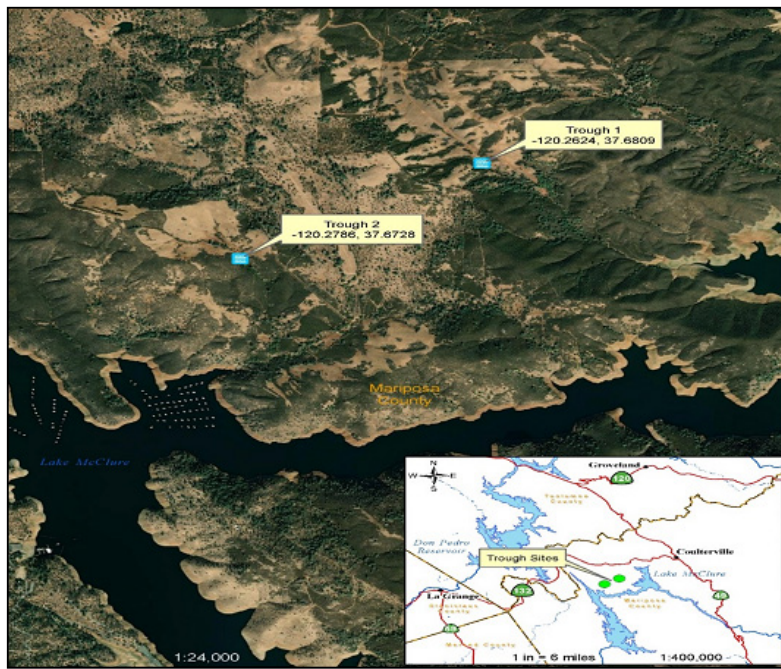 Trough 1
-120.2624, 37.6809
Trough 2
-120.2786, 37.6728
Mariposa
County
Lake McClure
1:24,000
N
W E
S
Groveland
120
Tuolumne
County
Don Pedro
Reservoir
Trough Sites
Coulterville
Lake McClure
La Grange
132
Mariposa
County
49
Stanislaus
County
Merced County
1 in = 6 miles
1:400,000